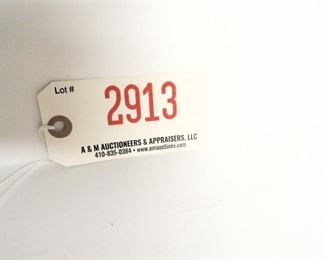 Lot #
2913
A & M AUCTIONEERS & APPRAISERS, LLC
410-835-0384 • www.amauctions.com